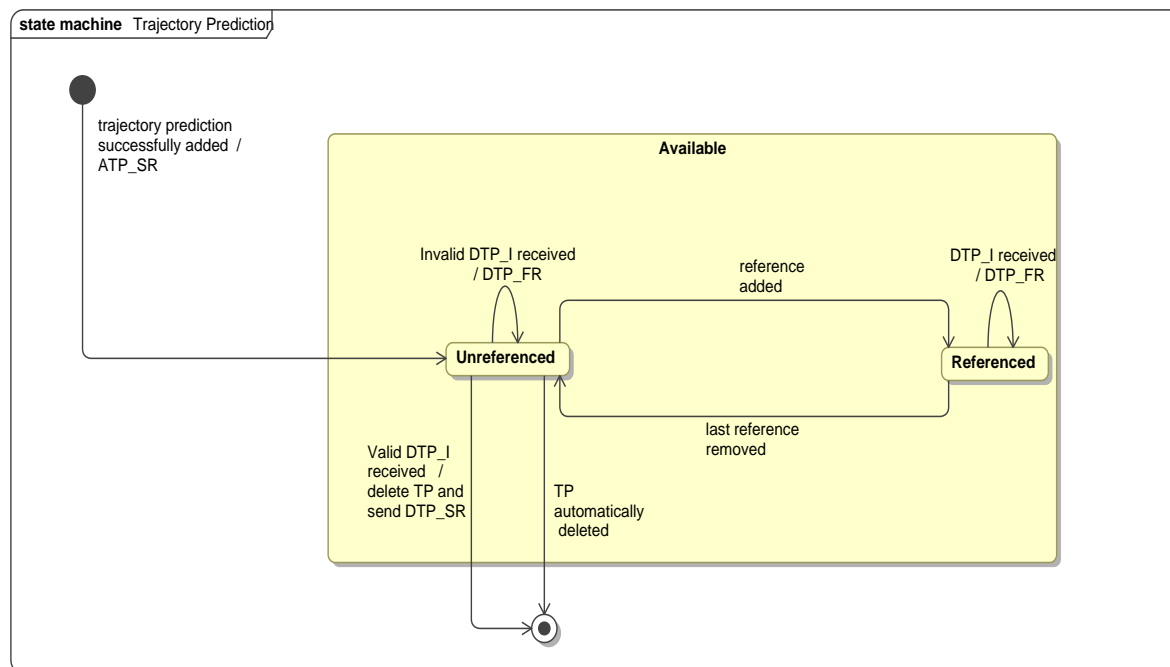 state machine Trajectory Prediction
trajectory prediction
successfully added /
ATP_SR
Available
Invalid DTP_I received
/ DTP_FR
reference
added
DTP_I received
/ DTP_FR
Unreferenced
Referenced
last reference
removed
Valid DTP_I
received /
delete TP and
send DTP_SR
TP
automatically
deleted